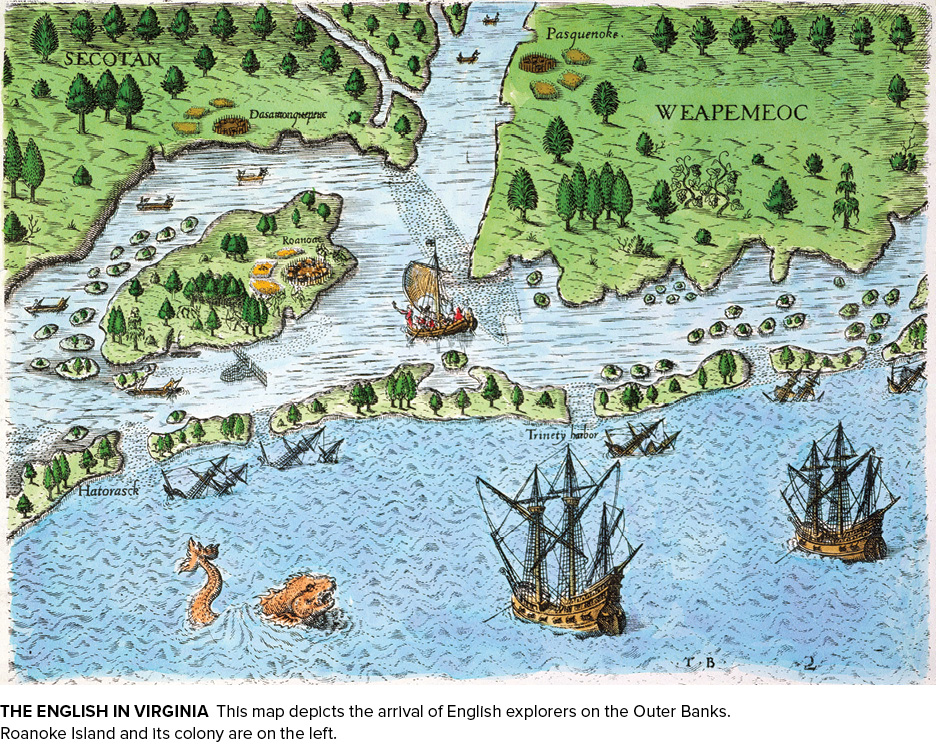 Pasquenoke.
SECOTAN
WEAPEMEOC
Dasamonquepeuc
Roanoac
Trinety harbor
Hatorasck
T · B
2
THE ENGLISH IN VIRGINIA This map depicts the arrival of English explorers on the Outer Banks.
Roanoke Island and its colony are on the left.